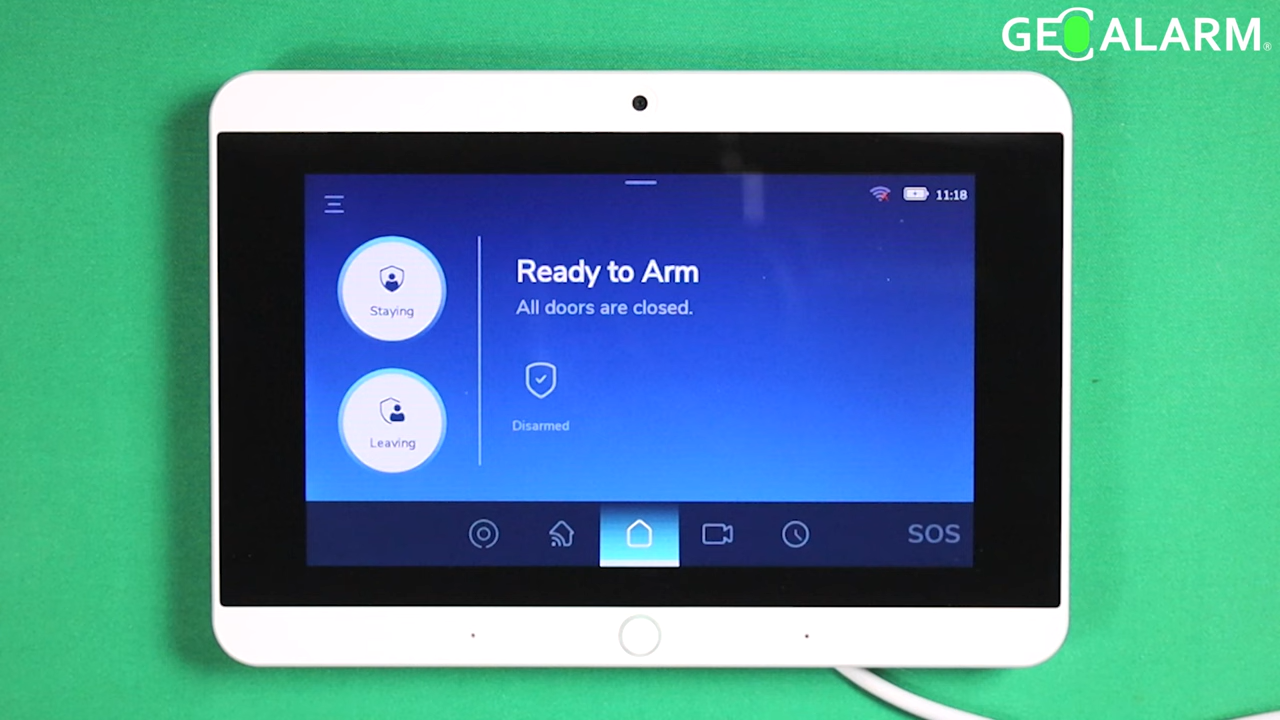 GEOALARM®
11:18
Ready to Arm
All doors are closed.
Staying
Disarmed
Leaving
SOS